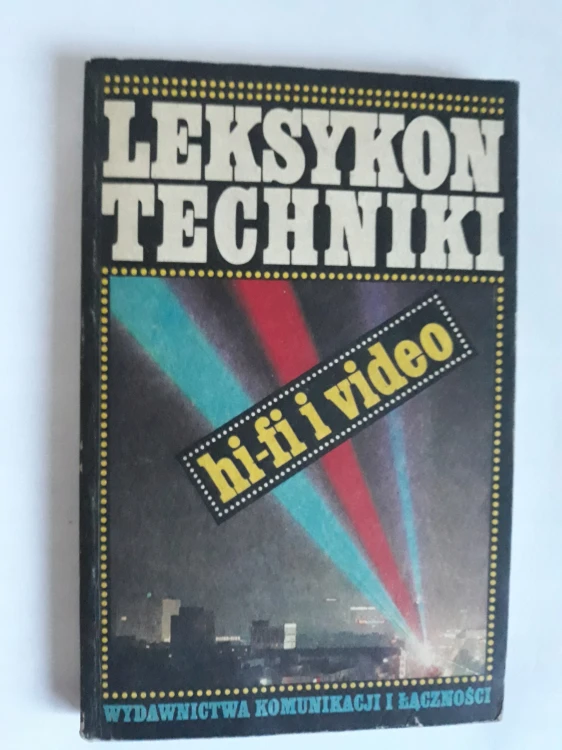 LEKSYKON
TECHNIKI
hi-fi i video
WYDAWNICTWA KOMUNIKACJI I ŁĄCZNOŚCI